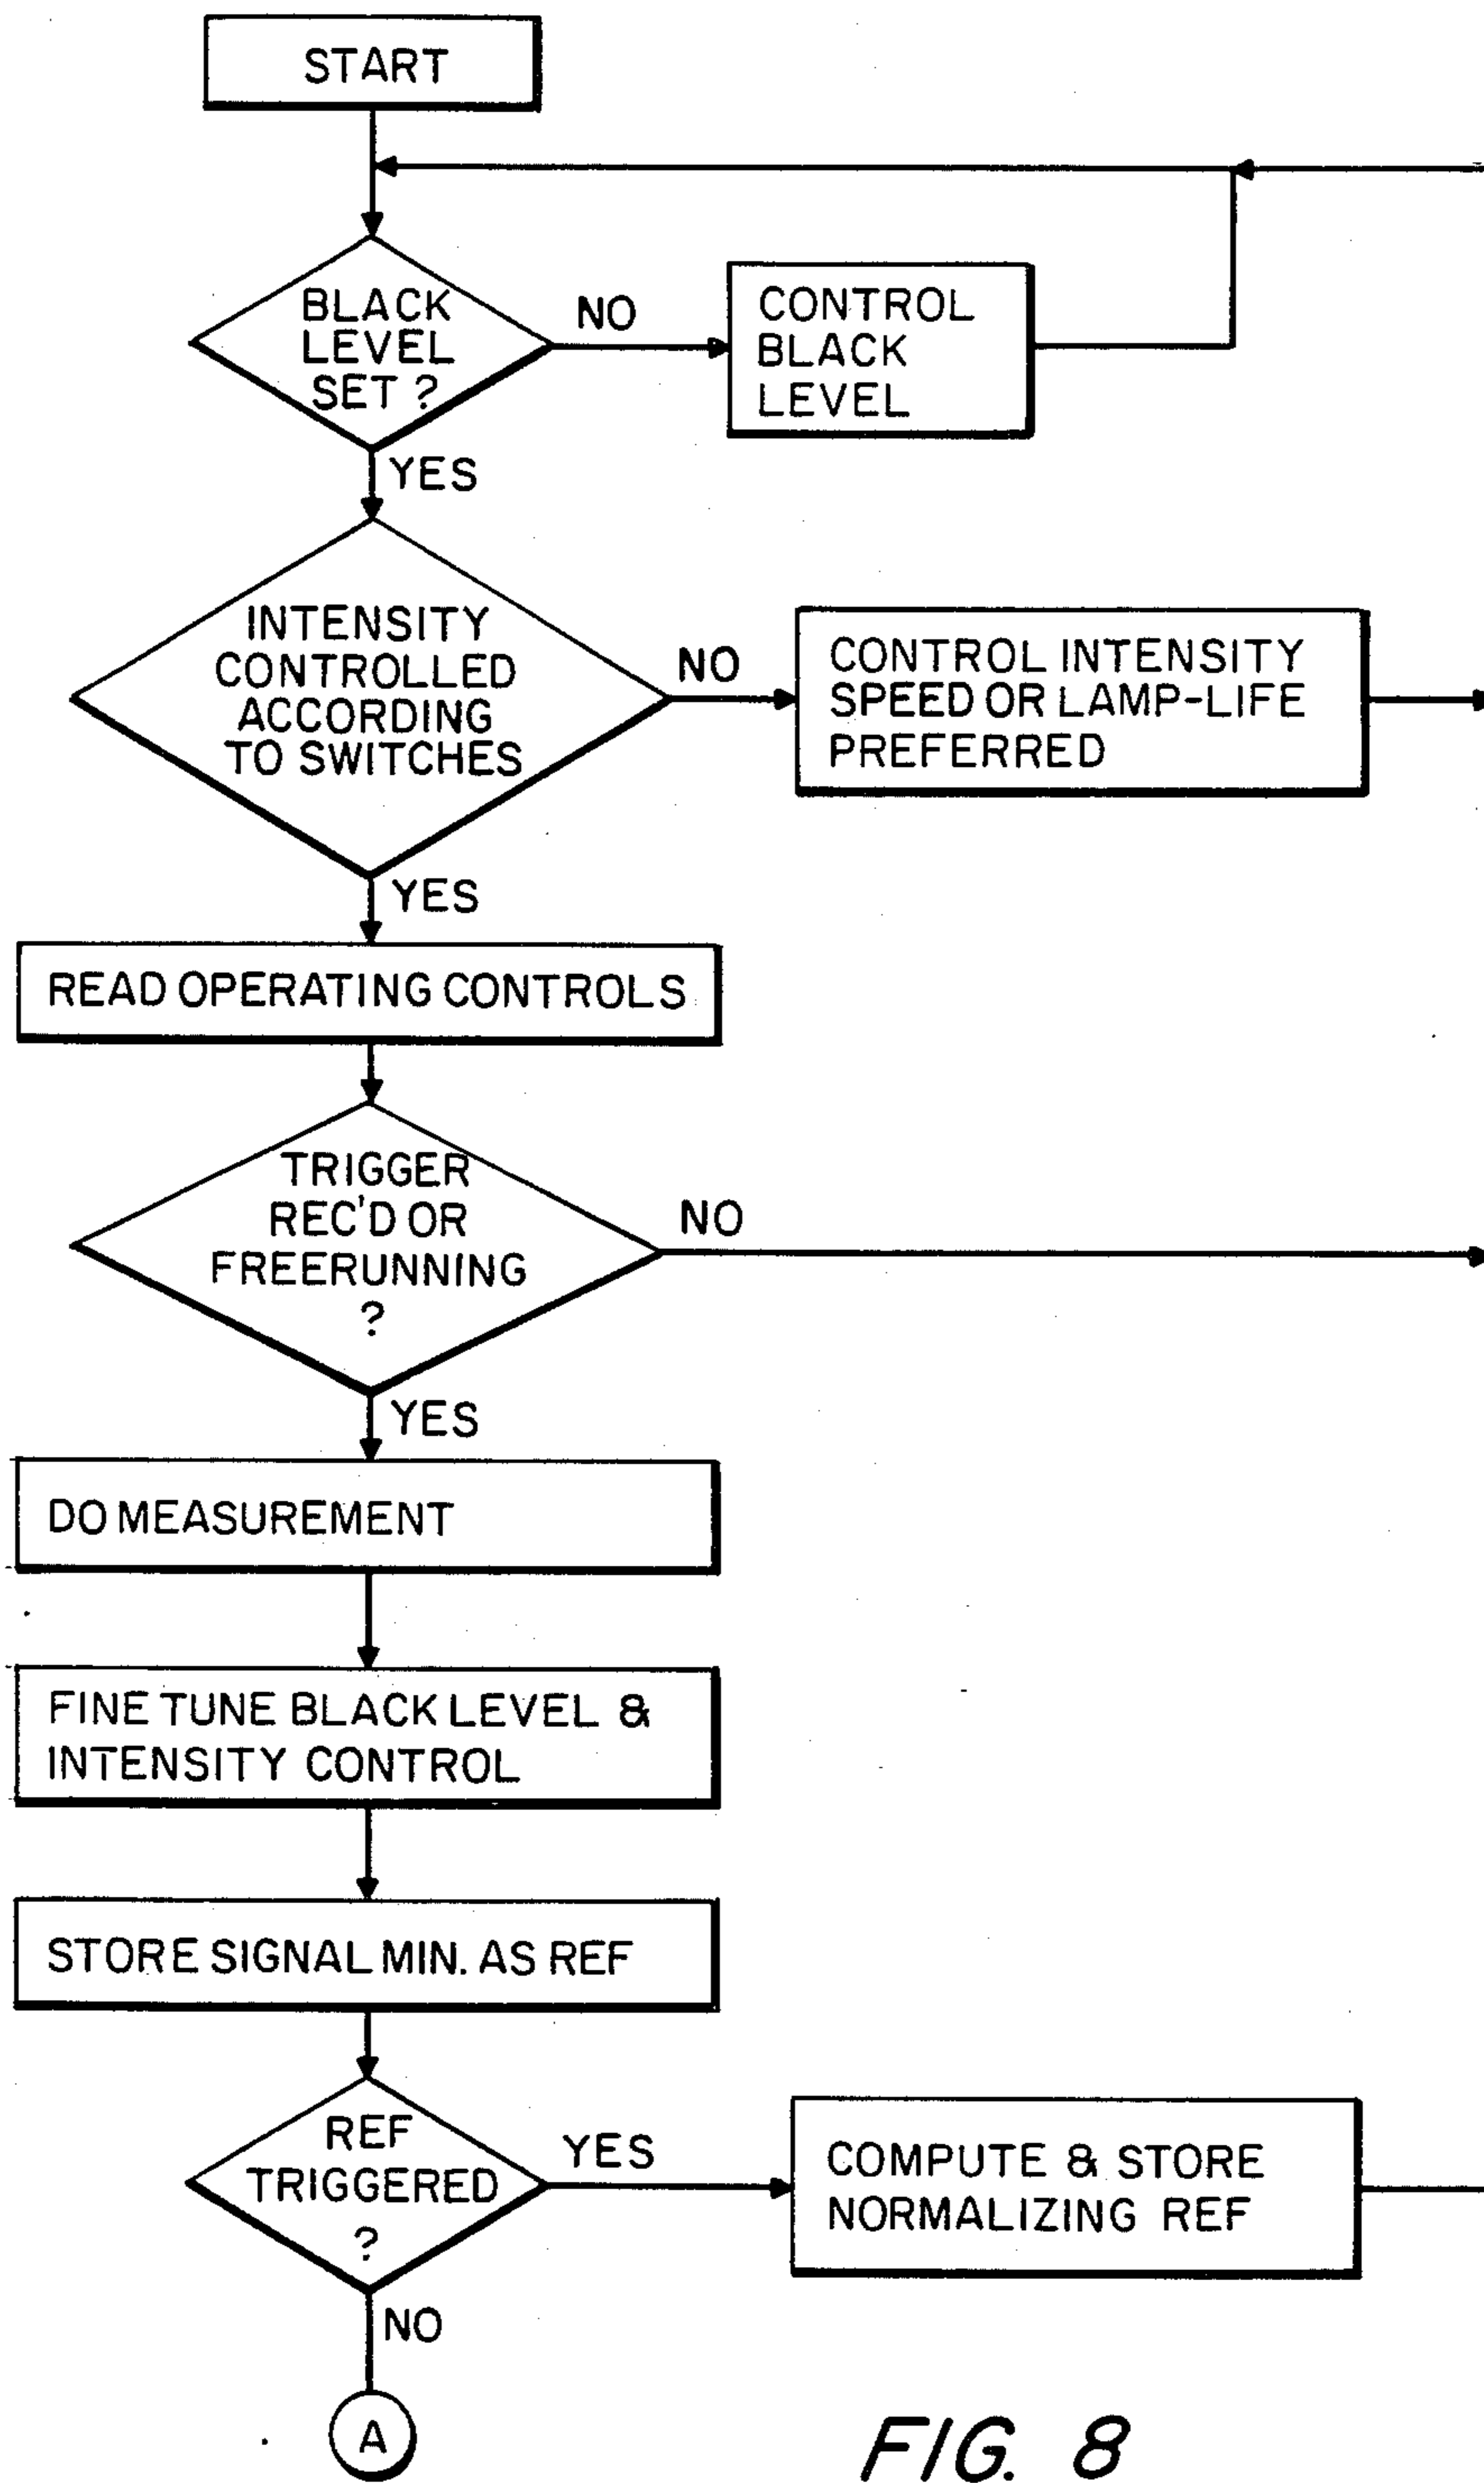 START
BLACK
LEVEL
SET ?
NO
CONTROL
BLACK
LEVEL
YES
INTENSITY
CONTROLLED
ACCORDING
TO SWITCHES
NO
CONTROL INTENSITY
SPEED OR LAMP-LIFE
PREFERRED
YES
READ OPERATING CONTROLS
TRIGGER
REC'D OR
FREERUNNING
?
NO
YES
DO MEASUREMENT
FINE TUNE BLACK LEVEL &
INTENSITY CONTROL
STORE SIGNAL MIN. AS REF
REF
TRIGGERED
?
YES
COMPUTE & STORE
NORMALIZING REF
NO
A
FIG. 8